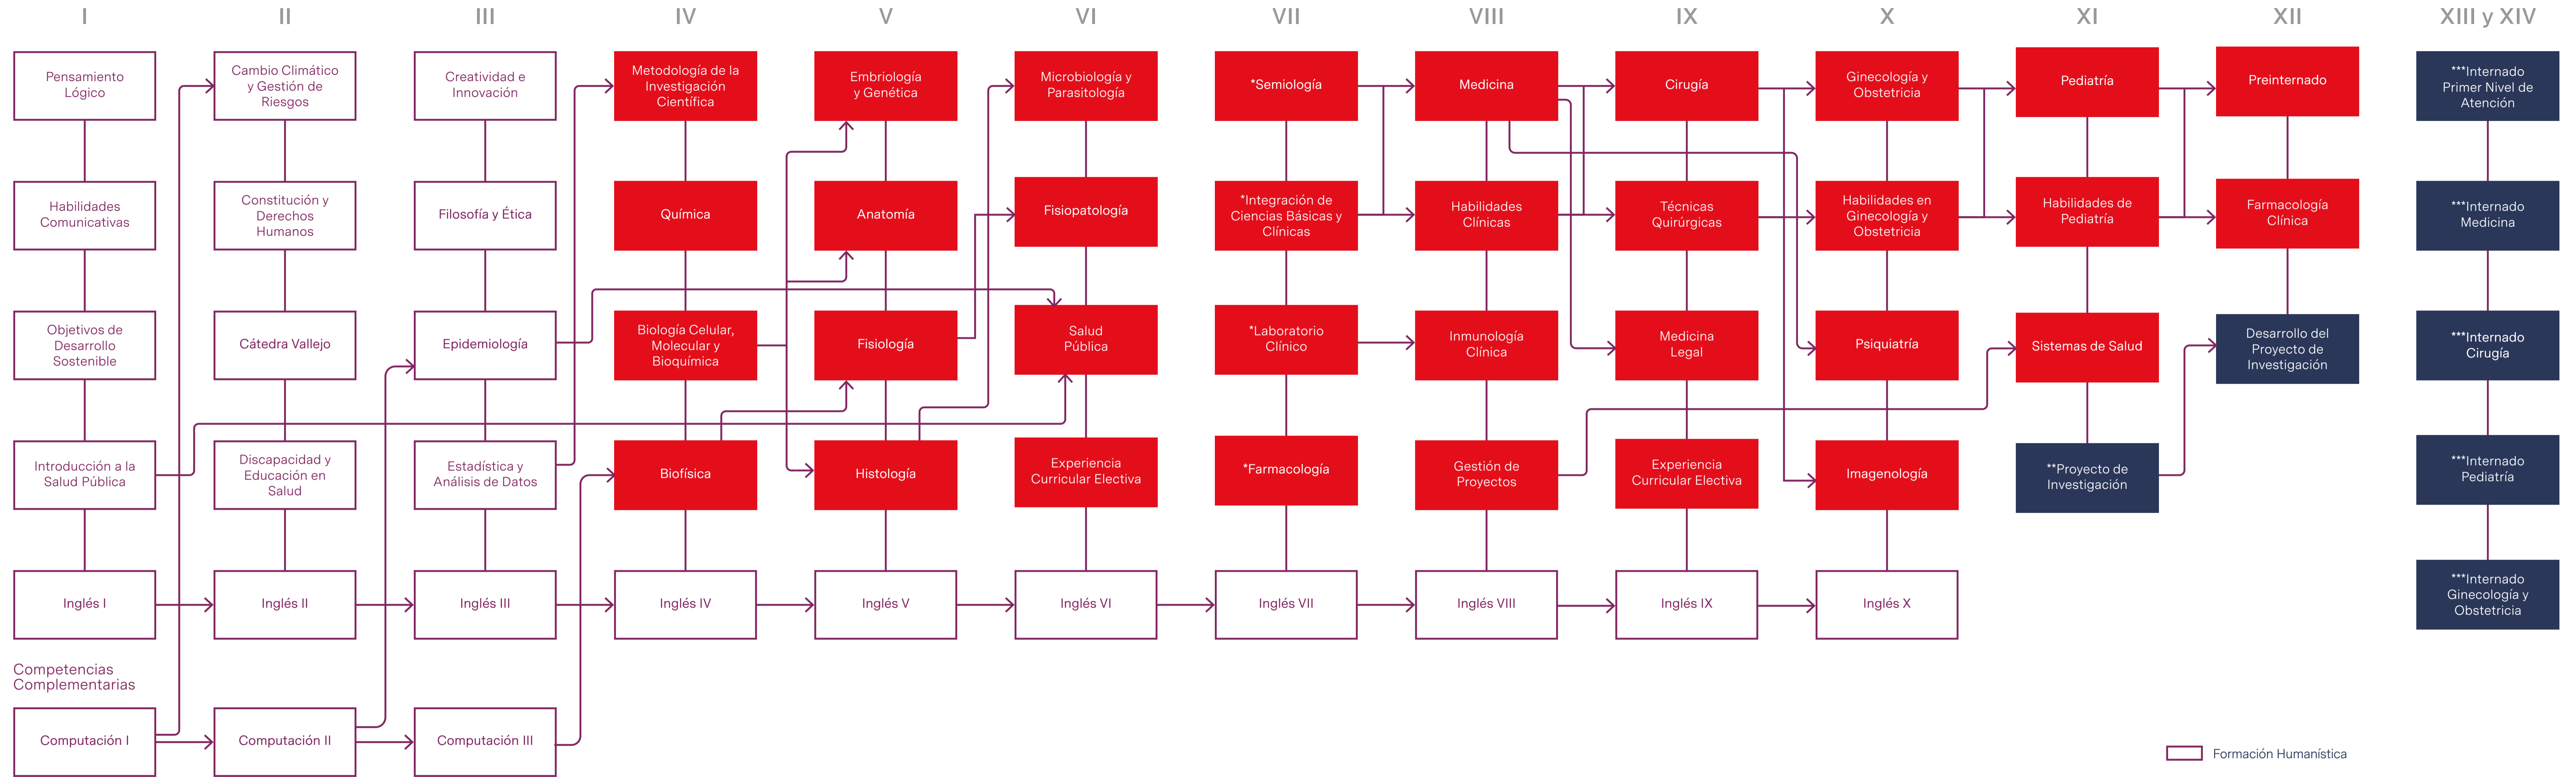 I
II
III
IV
V
VI
VII
VIII
IX
X
XI
XII
XIII y XIV
Pensamiento
Lógico
Habilidades
Comunicativas
Objetivos de
Desarrollo
Sostenible
Introducción a la
Salud Pública
Inglés I
Competencias
Complementarias
Computación I
Cambio Climático
y Gestión de
Riesgos
Constitución y
Derechos
Humanos
Cátedra Vallejo
Discapacidad y
Educación en
Salud
Inglés II
Computación II
Creatividad e
Innovación
Filosofía y Ética
Epidemiología
Estadística y
Análisis de Datos
Inglés III
Computación III
Metodología de la
Investigación
Científica
Química
Biología Celular,
Molecular y
Bioquímica
Biofísica
Inglés IV
Embriología
y Genética
Anatomía
Fisiología
Histología
Inglés V
Microbiología y
Parasitología
Fisiopatología
Salud
Pública
Experiencia
Curricular Electiva
Inglés VI
*Semiología
*Integración de
Ciencias Básicas y
Clínicas
*Laboratorio
Clínico
*Farmacología
Inglés VII
Medicina
Habilidades
Clínicas
Inmunología
Clínica
Gestión de
Proyectos
Inglés VIII
Cirugía
Técnicas
Quirúrgicas
Medicina
Legal
Experiencia
Curricular Electiva
Inglés IX
Ginecología y
Obstetricia
Habilidades en
Ginecología y
Obstetricia
Psiquiatría
Imagenología
Inglés X
Pediatría
Habilidades de
Pediatría
Sistemas de Salud
**Proyecto de
Investigación
Preinternado
Farmacología
Clínica
Desarrollo del
Proyecto de
Investigación
***Internado
Primer Nivel de
Atención
***Internado
Medicina
***Internado
Cirugía
***Internado
Pediatría
***Internado
Ginecología y
Obstetricia
Formación Humanística